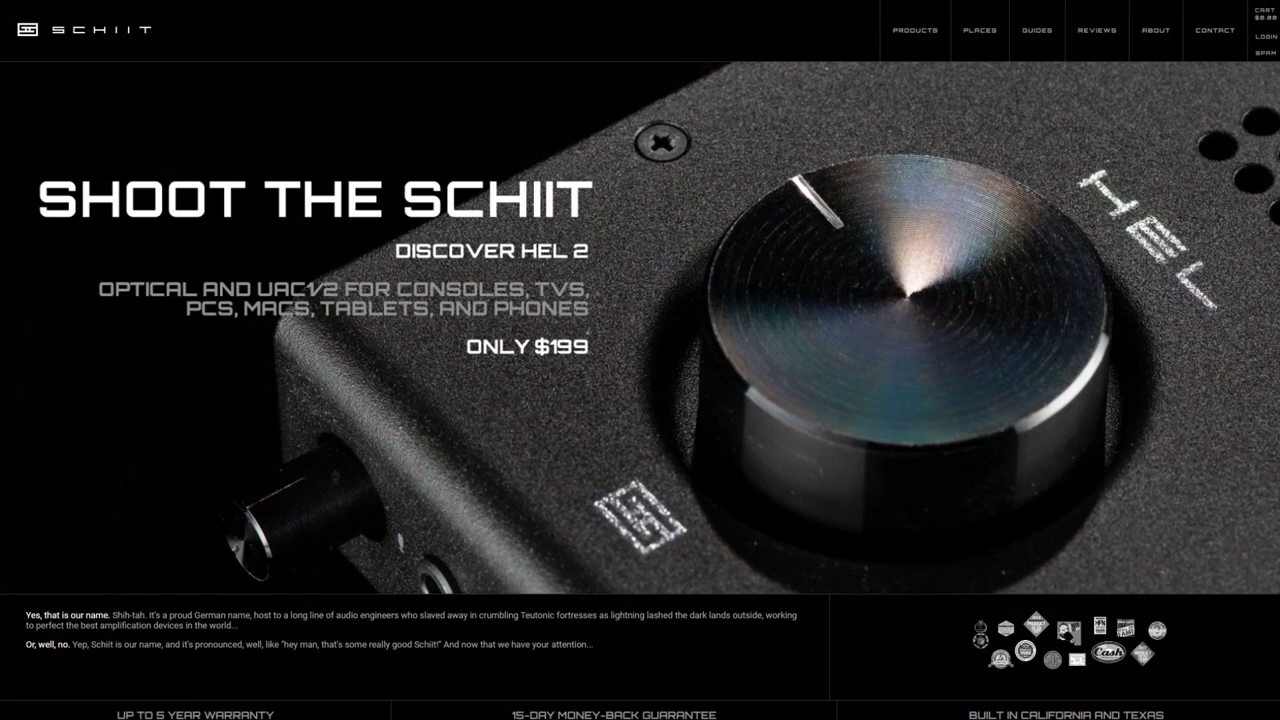 SCHIIT
PRODUCTS
PLACES
GUIDES
REVIEWS
ABOUT
CONTACT
CART
$0.00
LOGIN
SPAM
SHOOT THE SCHIIT
DISCOVER HEL 2
OPTICAL AND UAC1/2 FOR CONSOLES, TVS,
PCS, MACS, TABLETS, AND PHONES
ONLY $199
HEL
Yes, that is our name. Shih-tah. It's a proud German name, host to a long line of audio engineers who slaved away in crumbling Teutonic fortresses as lightning lashed the dark lands outside, working
to perfect the best amplification devices in the world...
Or, well, no. Yep, Schiit is our name, and it's pronounced, well, like "hey man, that's some really good Schiit!" And now that we have your attention...
Cash
UP TO 5 YEAR WARRANTY
15-DAY MONEY-BACK GUARANTEE
BUILT IN CALIFORNIA AND TEXAS